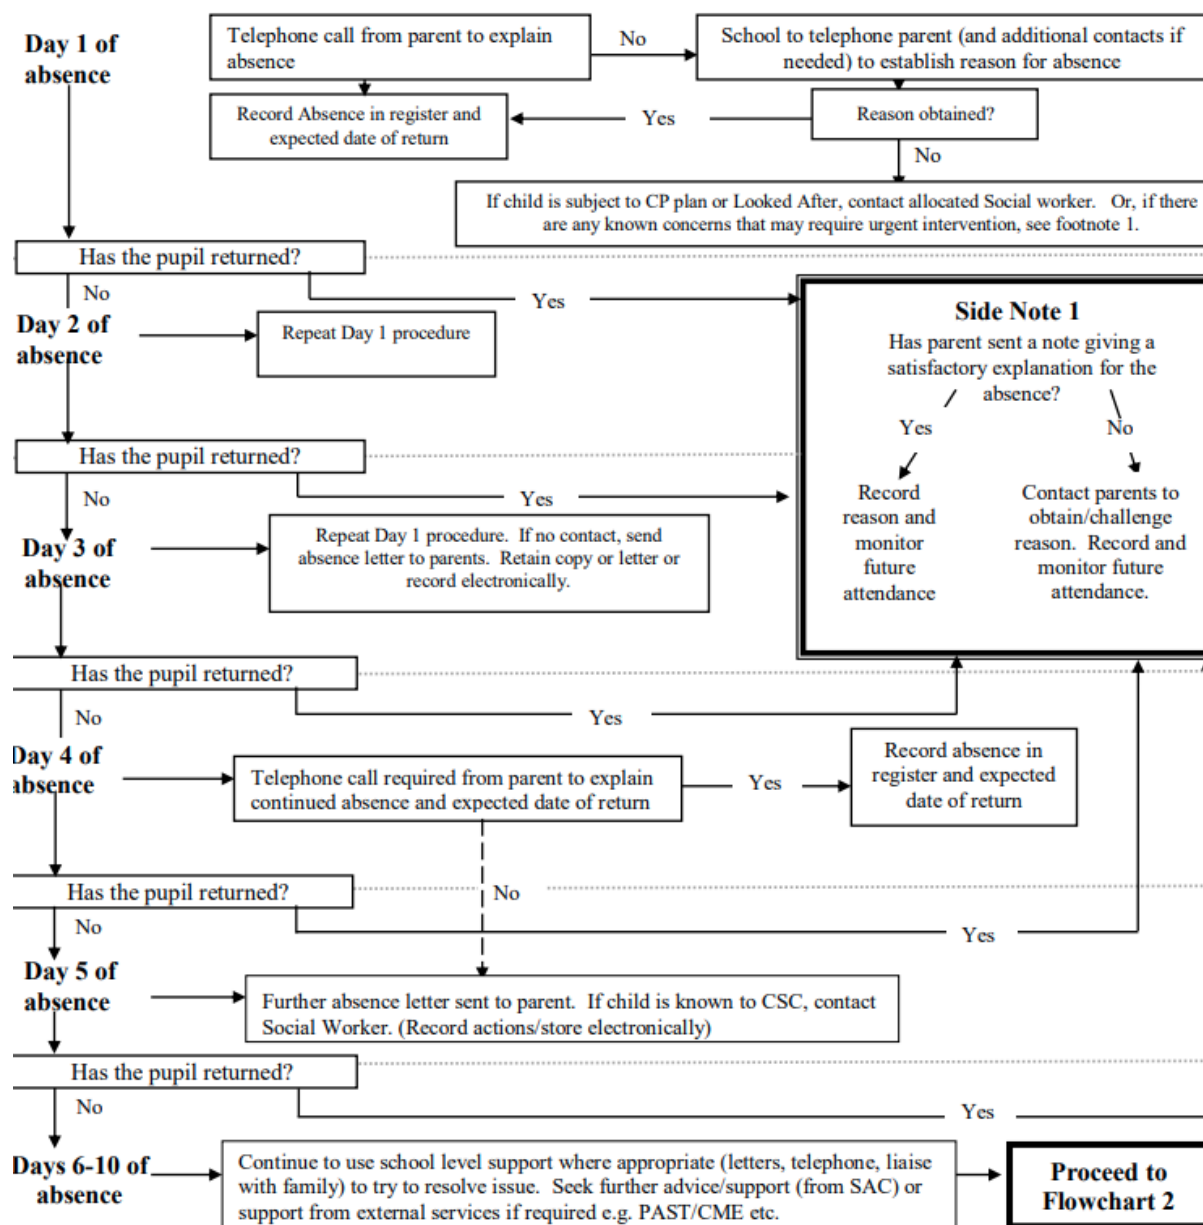 Day 1 of
absence
Telephone call from parent to explain
absence
No
School to telephone parent (and additional contacts if
needed) to establish reason for absence
Record Absence in register and
expected date of return
Yes
Reason obtained?
No
If child is subject to CP plan or Looked After, contact allocated Social worker. Or, if there
are any known concerns that may require urgent intervention, see footnote 1.
Has the pupil returned?
No
Yes
Day 2 of
absence
Repeat Day 1 procedure
Side Note 1
Has parent sent a note giving a
satisfactory explanation for the
absence?
Yes
No
Record
reason and
monitor
future
attendance
Contact parents to
obtain/challenge
reason. Record and
monitor future
attendance.
Has the pupil returned?
No
Yes
Day 3 of
absence
Repeat Day 1 procedure. If no contact, send
absence letter to parents. Retain copy or letter or
record electronically.
Has the pupil returned?
No
Yes
Day 4 of
absence
Telephone call required from parent to explain
continued absence and expected date of return
Yes
Record absence in
register and expected
date of return
Has the pupil returned?
No
No
Yes
Day 5 of
absence
Further absence letter sent to parent. If child is known to CSC, contact
Social Worker. (Record actions/store electronically)
Has the pupil returned?
No
Yes
Days 6-10 of
absence
Continue to use school level support where appropriate (letters, telephone, liaise
with family) to try to resolve issue. Seek further advice/support (from SAC) or
support from external services if required e.g. PAST/CME etc.
Proceed to
Flowchart 2